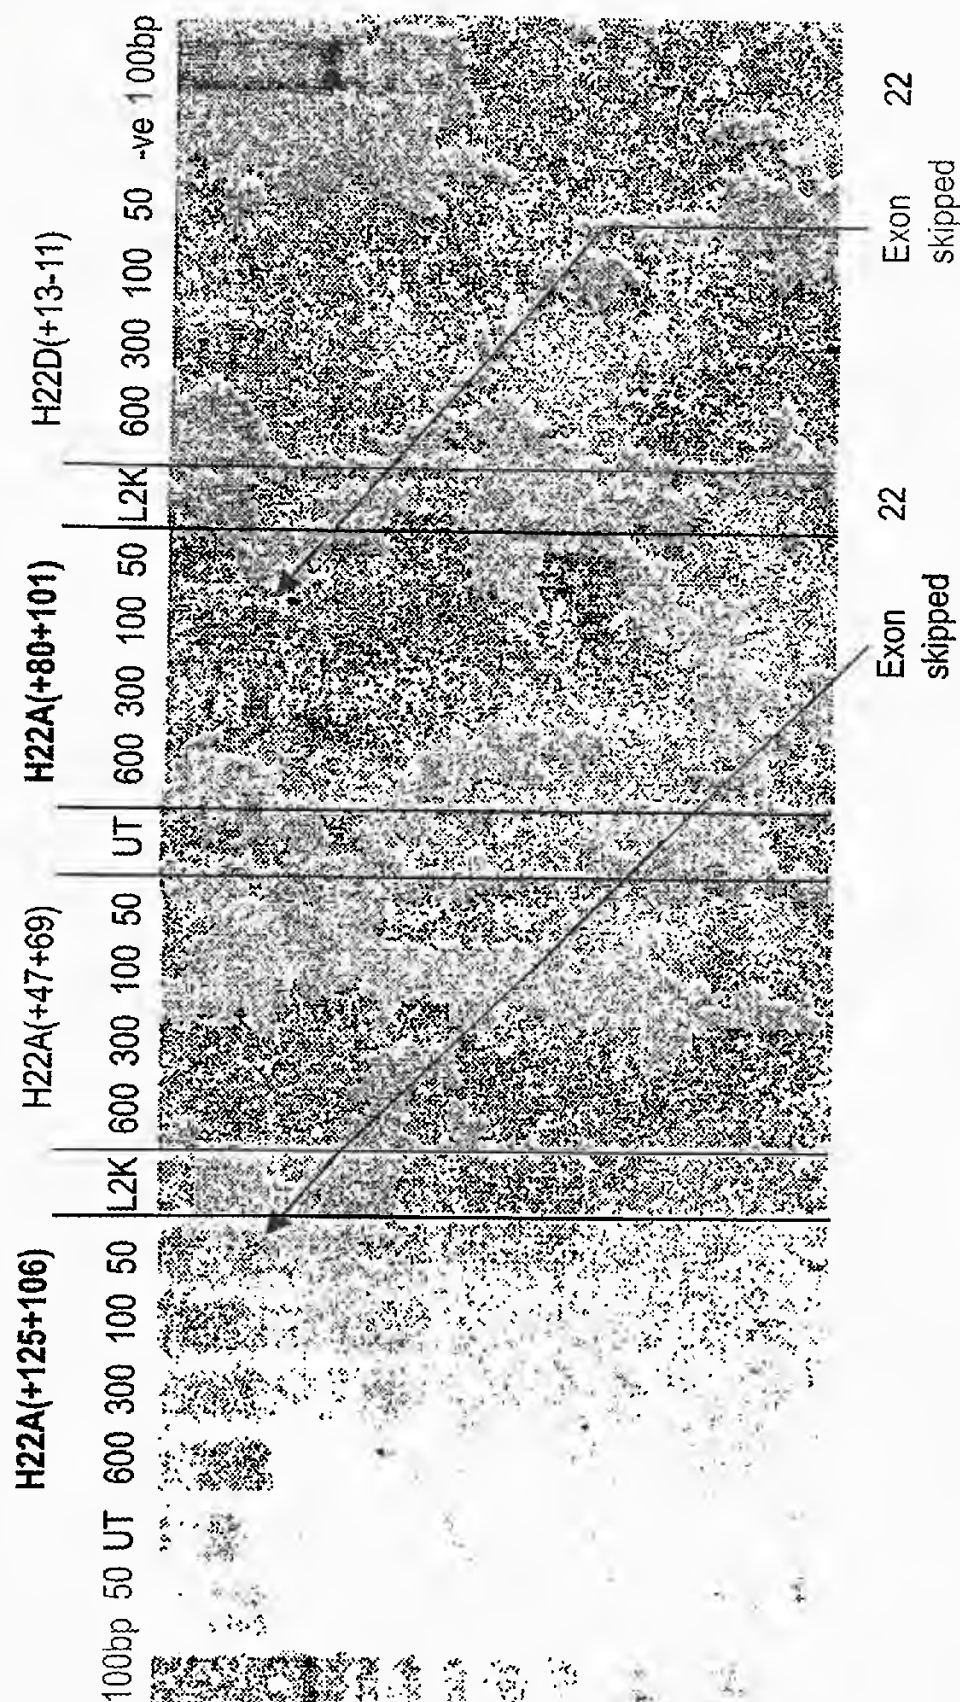 H22A(+125+106) H22A(+47+69) H22A(+80+101) H22D(+13-11)
100bp 50 UT 600 300 100 50 L2K 600 300 100 50 UT 600 300 100 50 L2K 600 300 100 50 -ve 100bp
Exon 22
skipped
Exon 22
skipped